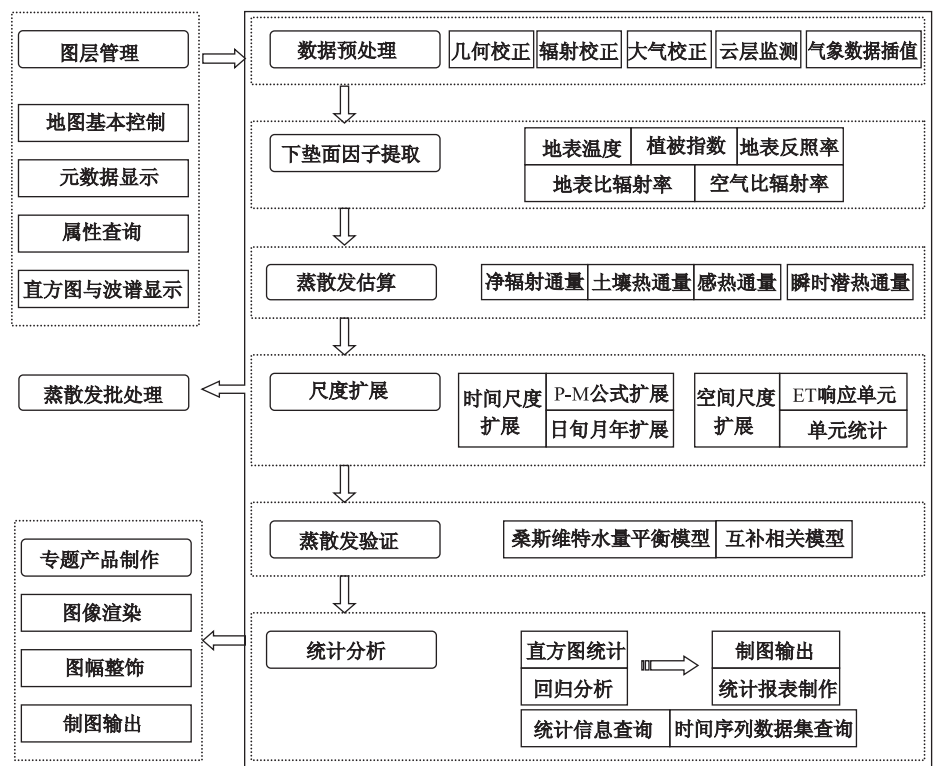 图层管理
地图基本控制
元数据显示
属性查询
直方图与波谱显示
数据预处理
几何校正
辐射校正
大气校正
云层监测
气象数据插值
下垫面因子提取
地表温度
植被指数
地表反照率
地表比辐射率
空气比辐射率
蒸散发估算
净辐射通量
土壤热通量
感热通量
瞬时潜热通量
蒸散发批处理
尺度扩展
时间尺度
扩展
P-M公式扩展
日旬月年扩展
空间尺度
扩展
ET响应单元
单元统计
蒸散发验证
桑斯维特水量平衡模型
互补相关模型
专题产品制作
图像渲染
图幅整饰
制图输出
统计分析
直方图统计
回归分析
制图输出
统计报表制作
统计信息查询
时间序列数据集查询